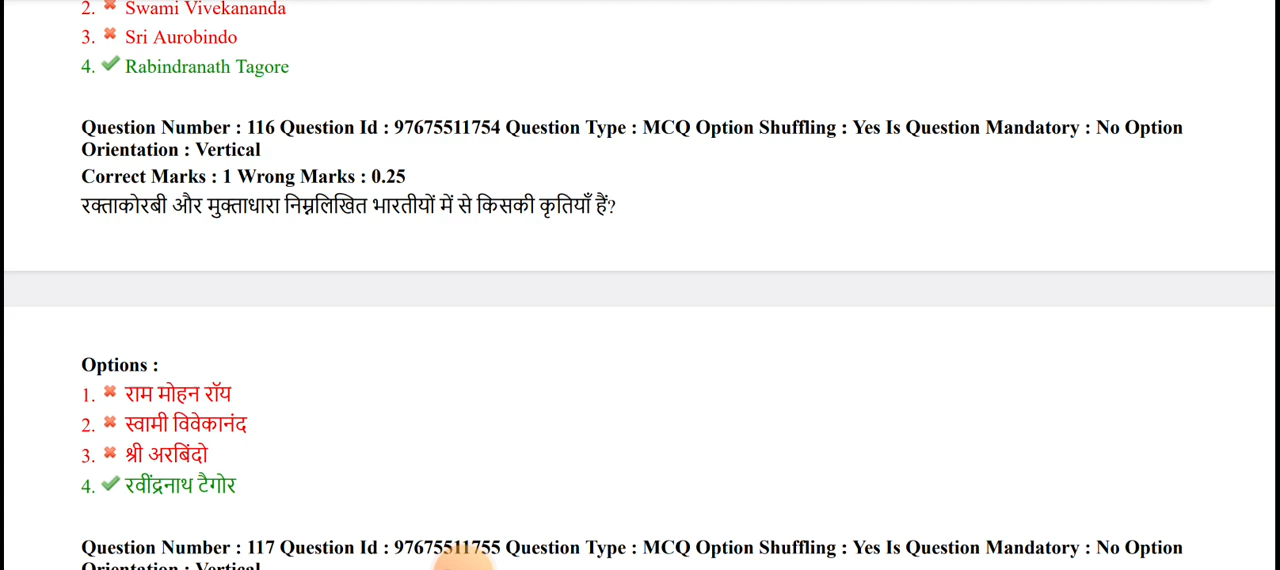 2. Swami Vivekananda
3. Sri Aurobindo
4. Rabindranath Tagore
Question Number : 116 Question Id : 97675511754 Question Type : MCQ Option Shuffling : Yes Is Question Mandatory : No Option
Orientation : Vertical
Correct Marks : 1 Wrong Marks : 0.25
रक्ताकोरबी और मुक्ताधारा निम्नलिखित भारतीयों में से किसकी कृतियाँ हैं?
Options :
1. राम मोहन रॉय
2. स्वामी विवेकानंद
3. श्री अरबिंदो
4. रवींद्रनाथ टैगोर
Question Number : 117 Question Id : 97675511755 Question Type : MCQ Option Shuffling : Yes Is Question Mandatory : No Option
Orientation : Vertical